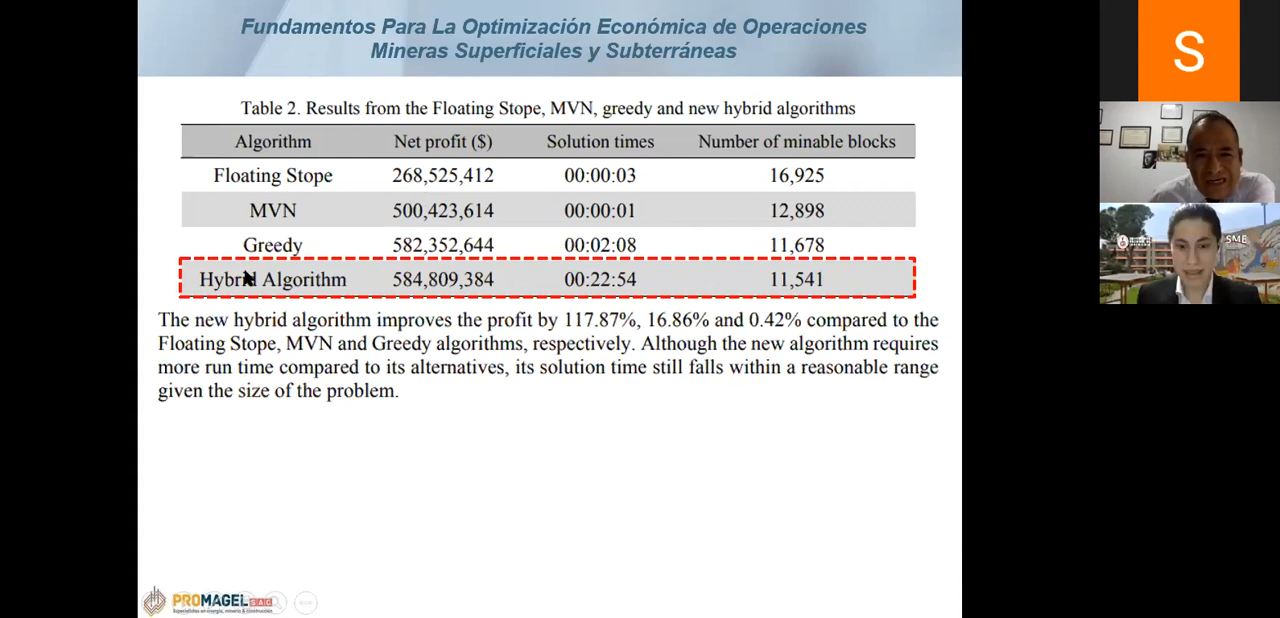 Fundamentos Para La Optimización Económica de Operaciones
Mineras Superficiales y Subterráneas
Table 2. Results from the Floating Stope, MVN, greedy and new hybrid algorithms
Algorithm Net profit ($) Solution times Number of minable blocks
Floating Stope 268,525,412 00:00:03 16,925
MVN 500,423,614 00:00:01 12,898
Greedy 582,352,644 00:02:08 11,678
Hybrid Algorithm 584,809,384 00:22:54 11,541
The new hybrid algorithm improves the profit by 117.87%, 16.86% and 0.42% compared to the
Floating Stope, MVN and Greedy algorithms, respectively. Although the new algorithm requires
more run time compared to its alternatives, its solution time still falls within a reasonable range
given the size of the problem.
PROMAGEL SAC
Especialistas en energía, minería & construcción
S
SME